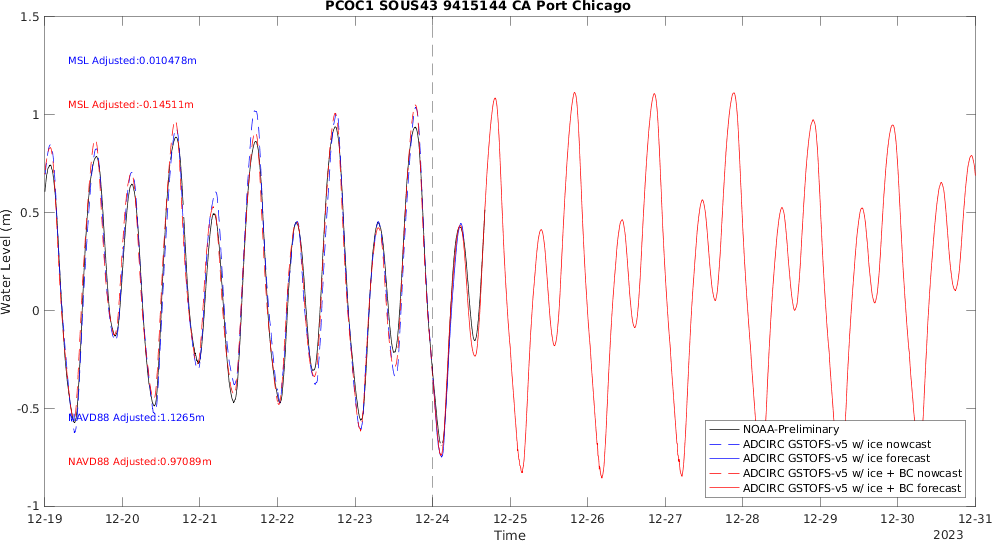 PCOC1 SOUS43 9415144 CA Port Chicago
1.5
MSL Adjusted:0.010478m
MSL Adjusted:-0.14511m
1
0.5
Water Level (m)
0
-0.5
NAVD88 Adjusted:1.1265m
NAVD88 Adjusted:0.97089m
NOAA-Preliminary
ADCIRC GSTOFS-v5 w/ ice nowcast
ADCIRC GSTOFS-v5 w/ ice forecast
ADCIRC GSTOFS-v5 w/ ice + BC nowcast
ADCIRC GSTOFS-v5 w/ ice + BC forecast
-1
12-19 12-20 12-21 12-22 12-23 12-24 12-25 12-26 12-27 12-28 12-29 12-30 12-31
Time
2023